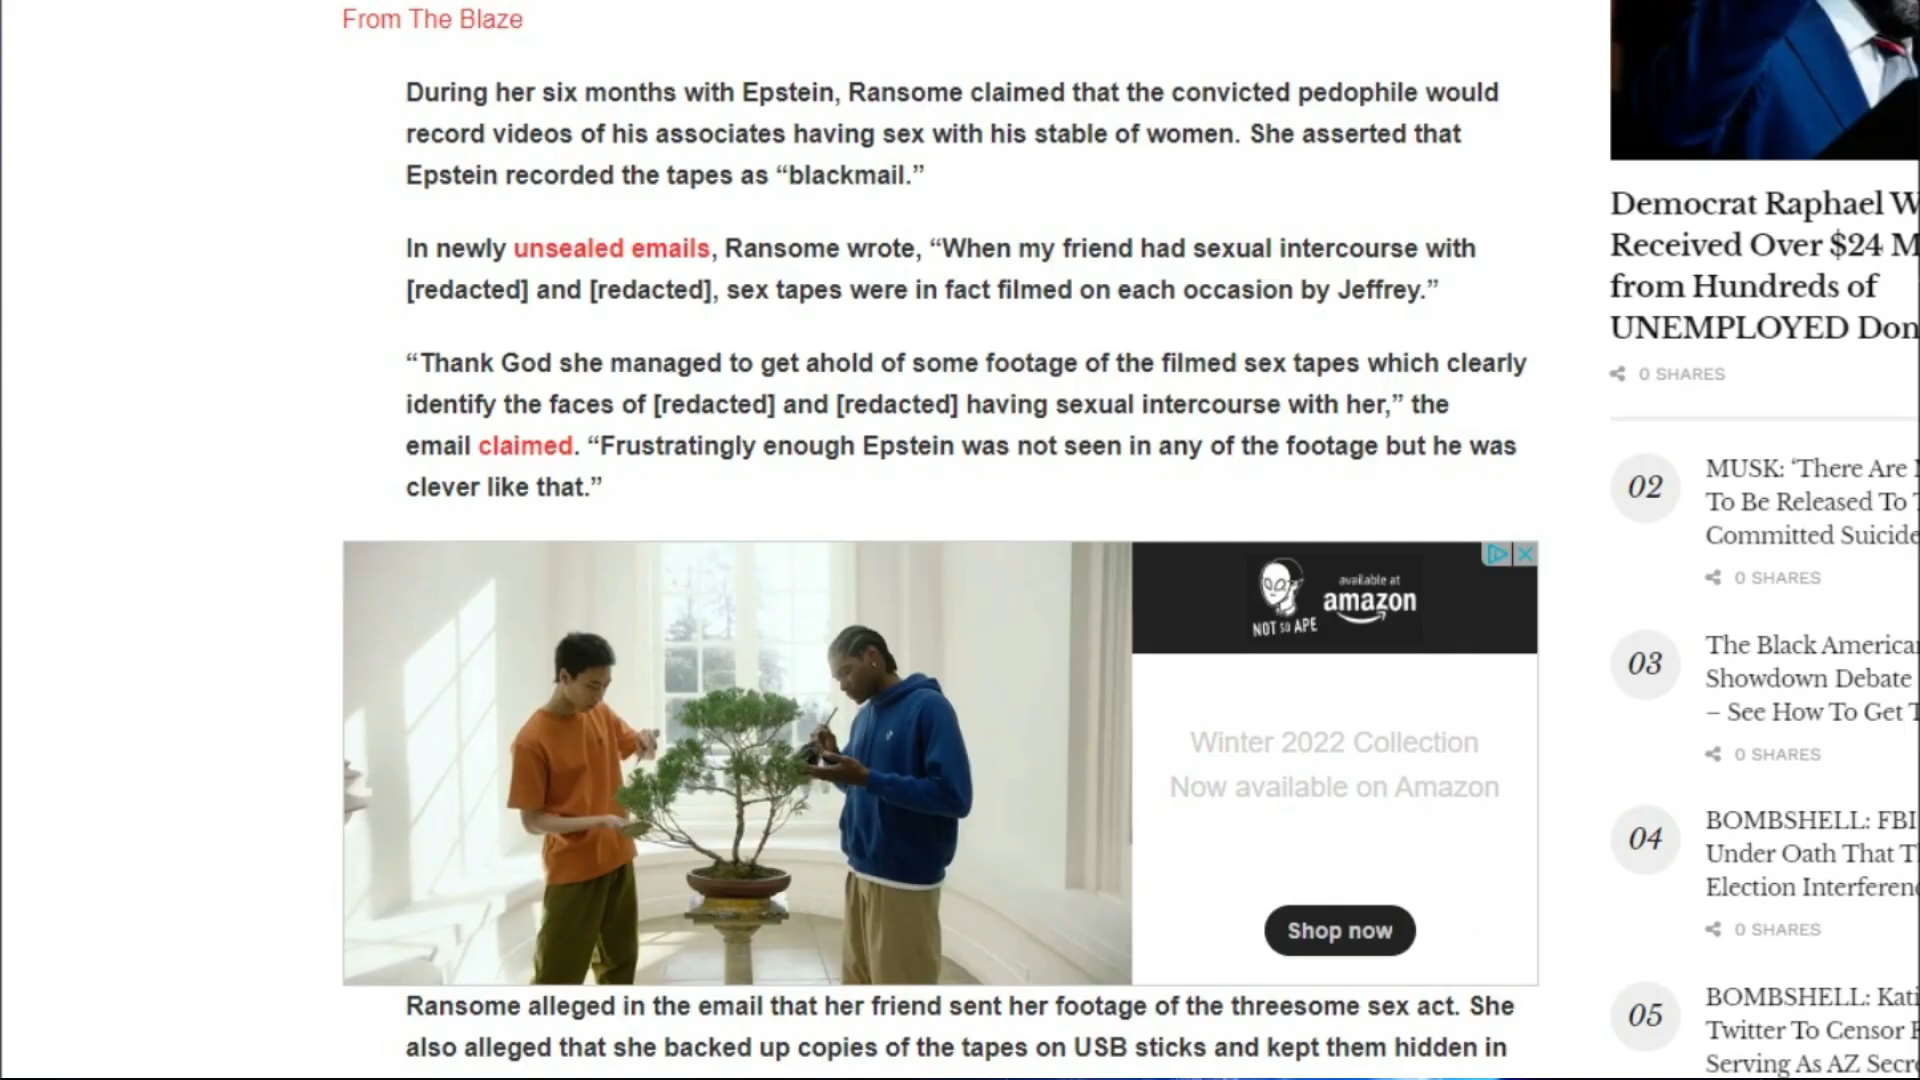 From The Blaze
During her six months with Epstein, Ransome claimed that the convicted pedophile would
record videos of his associates having sex with his stable of women. She asserted that
Epstein recorded the tapes as “blackmail.”
In newly unsealed emails, Ransome wrote, “When my friend had sexual intercourse with
[redacted] and [redacted], sex tapes were in fact filmed on each occasion by Jeffrey.”
“Thank God she managed to get ahold of some footage of the filmed sex tapes which clearly
identify the faces of [redacted] and [redacted] having sexual intercourse with her,” the
email claimed. “Frustratingly enough Epstein was not seen in any of the footage but he was
clever like that.”
NOT SO APE
available at
amazon
Winter 2022 Collection
Now available on Amazon
Shop now
Ransome alleged in the email that her friend sent her footage of the threesome sex act. She
also alleged that she backed up copies of the tapes on USB sticks and kept them hidden in
Democrat Raphael W
Received Over $24 M
from Hundreds of
UNEMPLOYED Don
0 SHARES
02
MUSK: ‘There Are
To Be Released To T
Committed Suicide
0 SHARES
03
The Black American
Showdown Debate
– See How To Get T
0 SHARES
04
BOMBSHELL: FBI
Under Oath That T
Election Interferenc
0 SHARES
05
BOMBSHELL: Kati
Twitter To Censor
Serving As AZ Secre